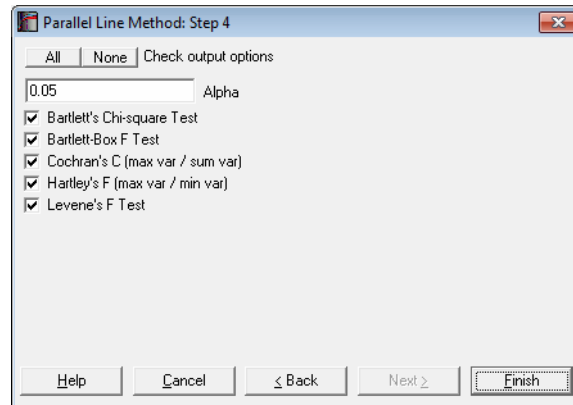 Parallel Line Method: Step 4
All None Check output options
0.05 Alpha
Bartlett's Chi-square Test
Bartlett-Box F Test
Cochran's C (max var / sum var)
Hartley's F (max var / min var)
Levene's F Test
Help Cancel < Back Next > Finish